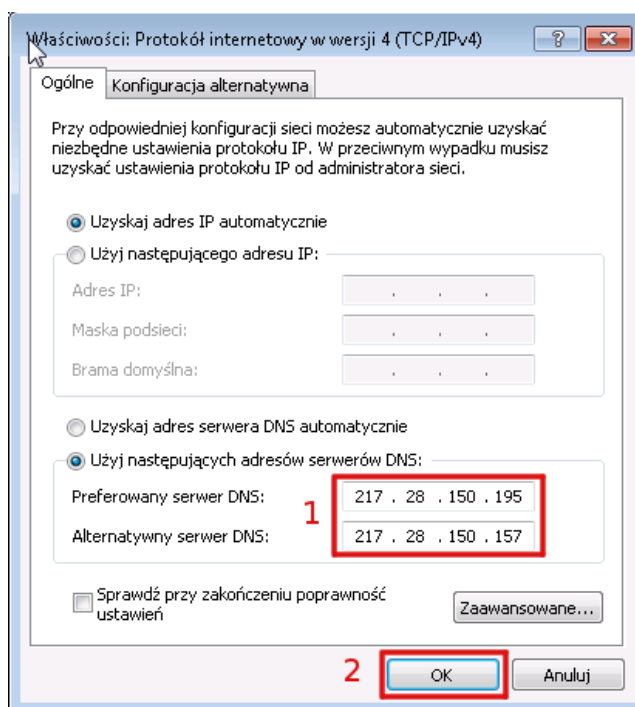 Właściwości: Protokół internetowy w wersji 4 (TCP/IPv4)
Ogólne
Konfiguracja alternatywna
Przy odpowiedniej konfiguracji sieci możesz automatycznie uzyskać
niezbędne ustawienia protokołu IP. W przeciwnym wypadku musisz
uzyskać ustawienia protokołu IP od administratora sieci.
Uzyskaj adres IP automatycznie
Użyj następującego adresu IP:
Adres IP: . . .
Maska podsieci: . . .
Brama domyślna: . . .
Uzyskaj adres serwera DNS automatycznie
Użyj następujących adresów serwerów DNS:
Preferowany serwer DNS: 217 . 28 . 150 . 195
1
Alternatywny serwer DNS: 217 . 28 . 150 . 157
Sprawdź przy zakończeniu poprawność
ustawień
Zaawansowane...
2 OK Anuluj